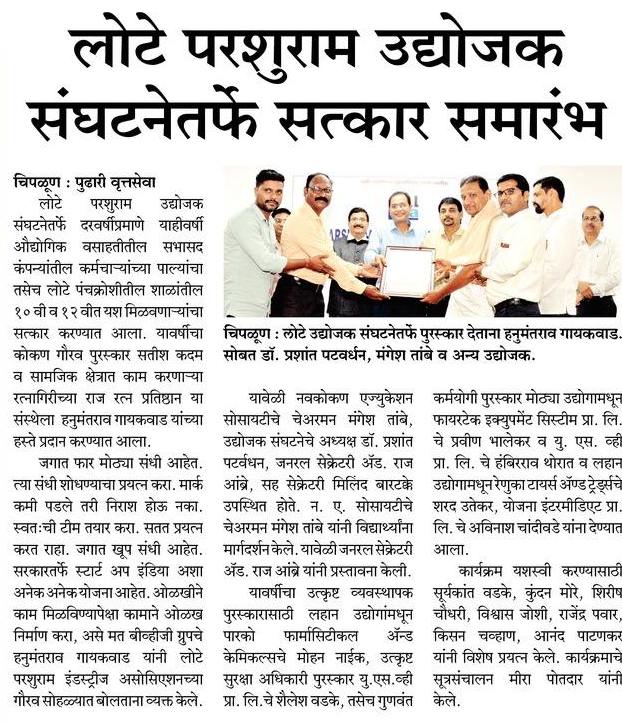 लोटे परशुराम उद्योजक
संघटनेतर्फे सत्कार समारंभ
चिपळूण : पुढारी वृत्तसेवा
लोटे परशुराम उद्योजक
संघटनेतर्फे दरवर्षीप्रमाणे याहीवर्षी
औद्योगिक वसाहतीतील सभासद
कंपन्यांतील कर्मचाऱ्यांच्या पाल्यांचा
तसेच लोटे पंचक्रोशीतील शाळांतील
१० वी व १२ वीत यश मिळवणाऱ्यांचा
सत्कार करण्यात आला. यावर्षीचा
कोकण गौरव पुरस्कार सतीश कदम
व सामजिक क्षेत्रात काम करणाऱ्या
रत्नागिरीच्या राज रत्न प्रतिष्ठान या
संस्थेला हनुमंतराव गायकवाड यांच्या
हस्ते प्रदान करण्यात आला.
जगात फार मोठ्या संधी आहेत.
त्या संधी शोधण्याचा प्रयत्न करा. मार्क
कमी पडले तरी निराश होऊ नका.
स्वतःची टीम तयार करा. सतत प्रयत्न
करत राहा. जगात खूप संधी आहेत.
सरकारतर्फे स्टार्ट अप इंडिया अशा
अनेक अनेक योजना आहेत. ओळखीने
काम मिळविण्यापेक्षा कामाने ओळख
निर्माण करा, असे मत बीव्हीजी ग्रुपचे
हनुमंतराव गायकवाड यांनी लोटे
परशुराम इंडस्ट्रीज असोसिएशनच्या
गौरव सोहळ्यात बोलताना व्यक्त केले.
चिपळूण : लोटे उद्योजक संघटनेतर्फे पुरस्कार देताना हनुमंतराव गायकवाड.
सोबत डॉ. प्रशांत पटवर्धन, मंगेश तांबे व अन्य उद्योजक.
यावेळी नवकोकण एज्युकेशन
सोसायटीचे चेअरमन मंगेश तांबे,
उद्योजक संघटनेचे अध्यक्ष डॉ. प्रशांत
पटर्वधन, जनरल सेक्रेटरी अ‍ॅड. राज
आंब्रे, सह सेक्रेटरी मिलिंद बारटके
उपस्थित होते. न. ए. सोसायटीचे
चेअरमन मंगेश तांबे यांनी विद्यार्थ्यांना
मार्गदर्शन केले. यावेळी जनरल सेक्रेटरी
अ‍ॅड. राज आंब्रे यांनी प्रस्तावना केली.
यावर्षीचा उत्कृष्ट व्यवस्थापक
पुरस्कारासाठी लहान उद्योगांमधून
पारको फार्मासिटीकल अ‍ॅन्ड
केमिकल्सचे मोहन नाईक, उत्कृष्ट
सुरक्षा अधिकारी पुरस्कार यु.एस.व्ही
प्रा. लि.चे शैलेश वडके, तसेच गुणवंत
कर्मयोगी पुरस्कार मोठ्या उद्योगामधून
फायरटेक इक्युपमेंट सिस्टीम प्रा. लि.
चे प्रवीण भालेकर व यु. एस. व्ही
प्रा. लि. चे हंबिरराव थोरात व लहान
उद्योगामधून रेणुका टायर्स अ‍ॅण्ड ट्रेर्ड्सचे
शरद उतेकर, योजना इंटरमीडिएट प्रा.
लि. चे अविनाश चांदीवडे यांना देण्यात
आला.
कार्यक्रम यशस्वी करण्यासाठी
सूर्यकांत वडके, कुंदन मोरे, शिरीष
चौधरी, विश्वास जोशी, राजेंद्र पवार,
किसन चव्हाण, आनंद पाटणकर
यांनी विशेष प्रयत्न केले. कार्यक्रमाचे
सूत्रसंचालन मीरा पोतदार यांनी
केले.